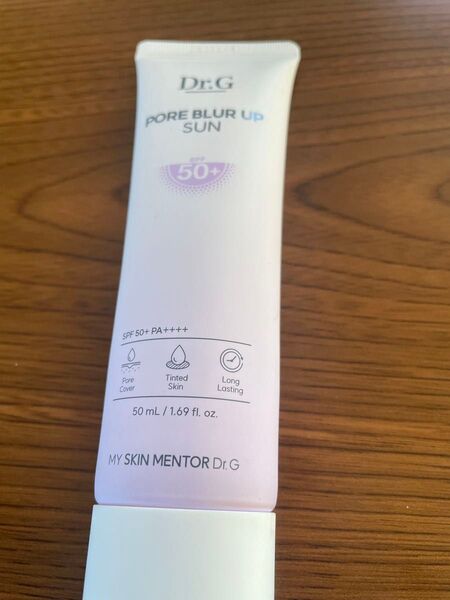 Dr.G
PORE BLUR UP
SUN
SPF
50+
SPF 50+ PA++++
Pore
Cover
Tinted
Skin
Long
Lasting
50 mL / 1.69 fl. oz.
MY SKIN MENTOR Dr.G